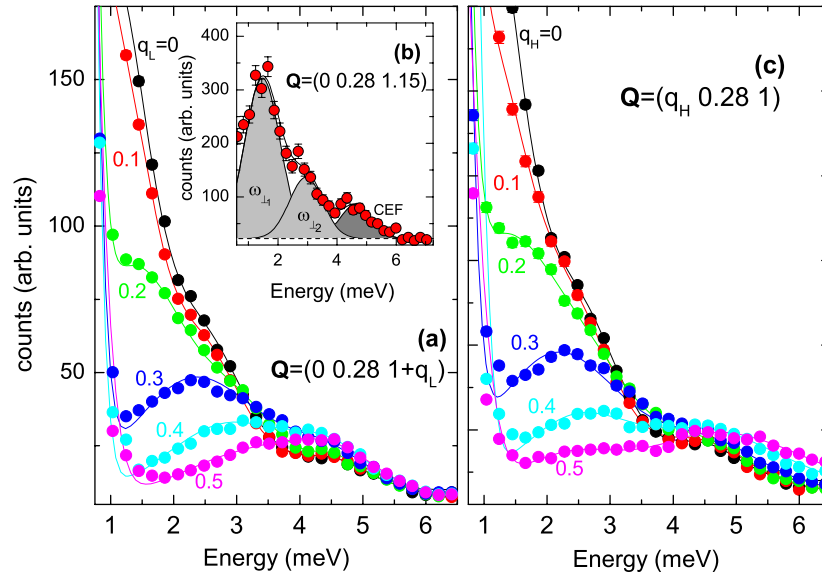 150
100
50
counts (arb. units)
1 2 3 4 5 6
Energy (meV)
q_L=0
0.1
0.2
0.3
0.4
0.5
(a)
Q=(0 0.28 1+q_L)
400
300
200
100
counts (arb. units)
2 4 6
Energy (meV)
(b)
Q=(0 0.28 1.15)
ω⊥1
ω⊥2
CEF
q_H=0
(c)
Q=(q_H 0.28 1)
0.1
0.2
0.3
0.4
0.5
1 2 3 4 5 6
Energy (meV)